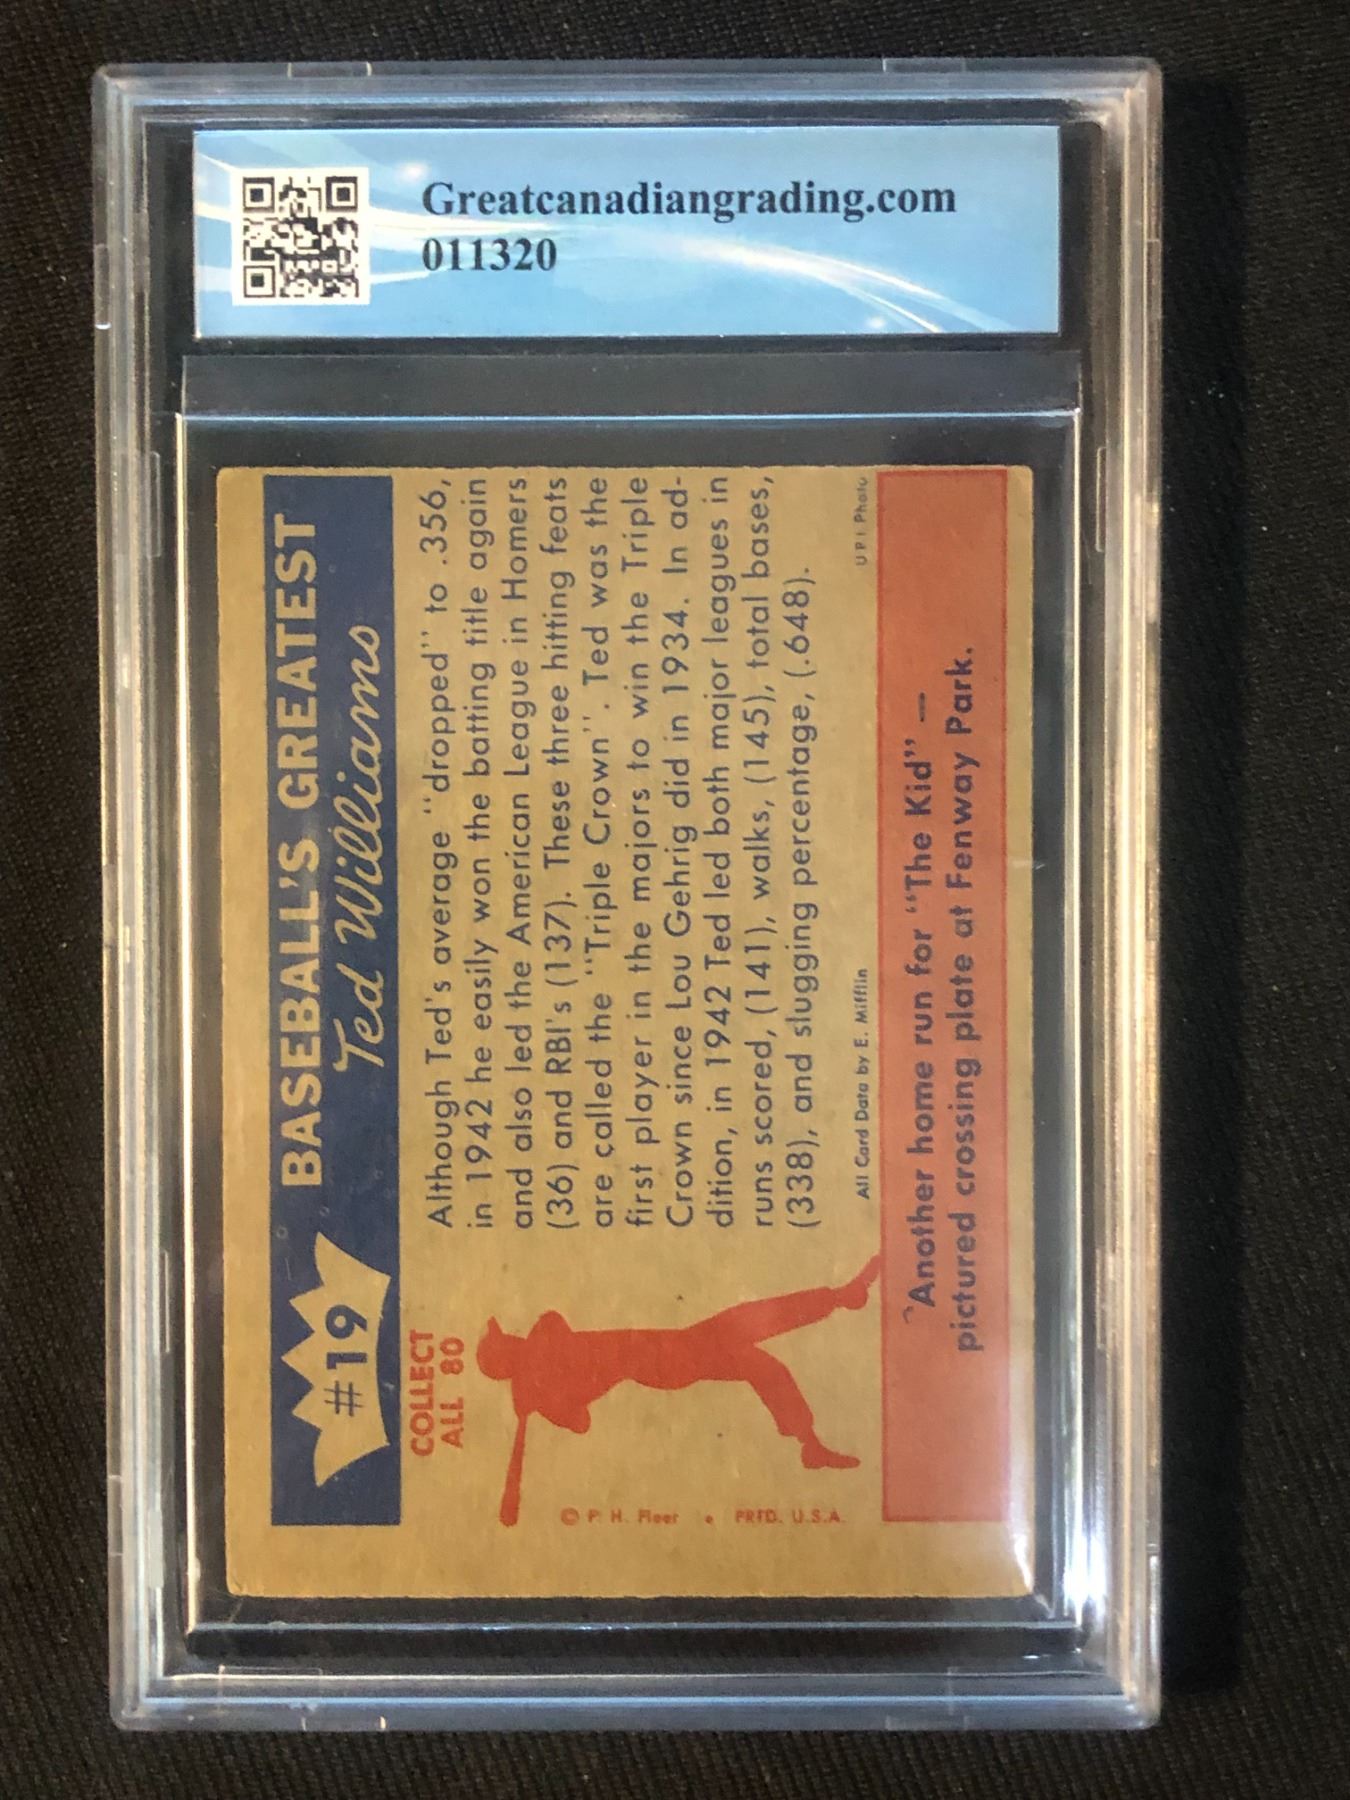 Greatcanadiangrading.com
011320
#19
BASEBALL'S GREATEST
Ted Williams
COLLECT
ALL 80
Although Ted's average "dropped" to .356,
in 1942 he easily won the batting title again
and also led the American League in Homers
(36) and RBI's (137). These three hitting feats
are called the "Triple Crown". Ted was the
first player in the majors to win the Triple
Crown since Lou Gehrig did in 1934. In ad-
dition, in 1942 Ted led both major leagues in
runs scored, (141), walks, (145), total bases,
(338), and slugging percentage, (.648).
All Card Data by E. Mifflin
UPI Photo
© P. H. Fleer • PRTD. U.S.A.
Another home run for "The Kid" —
pictured crossing plate at Fenway Park.